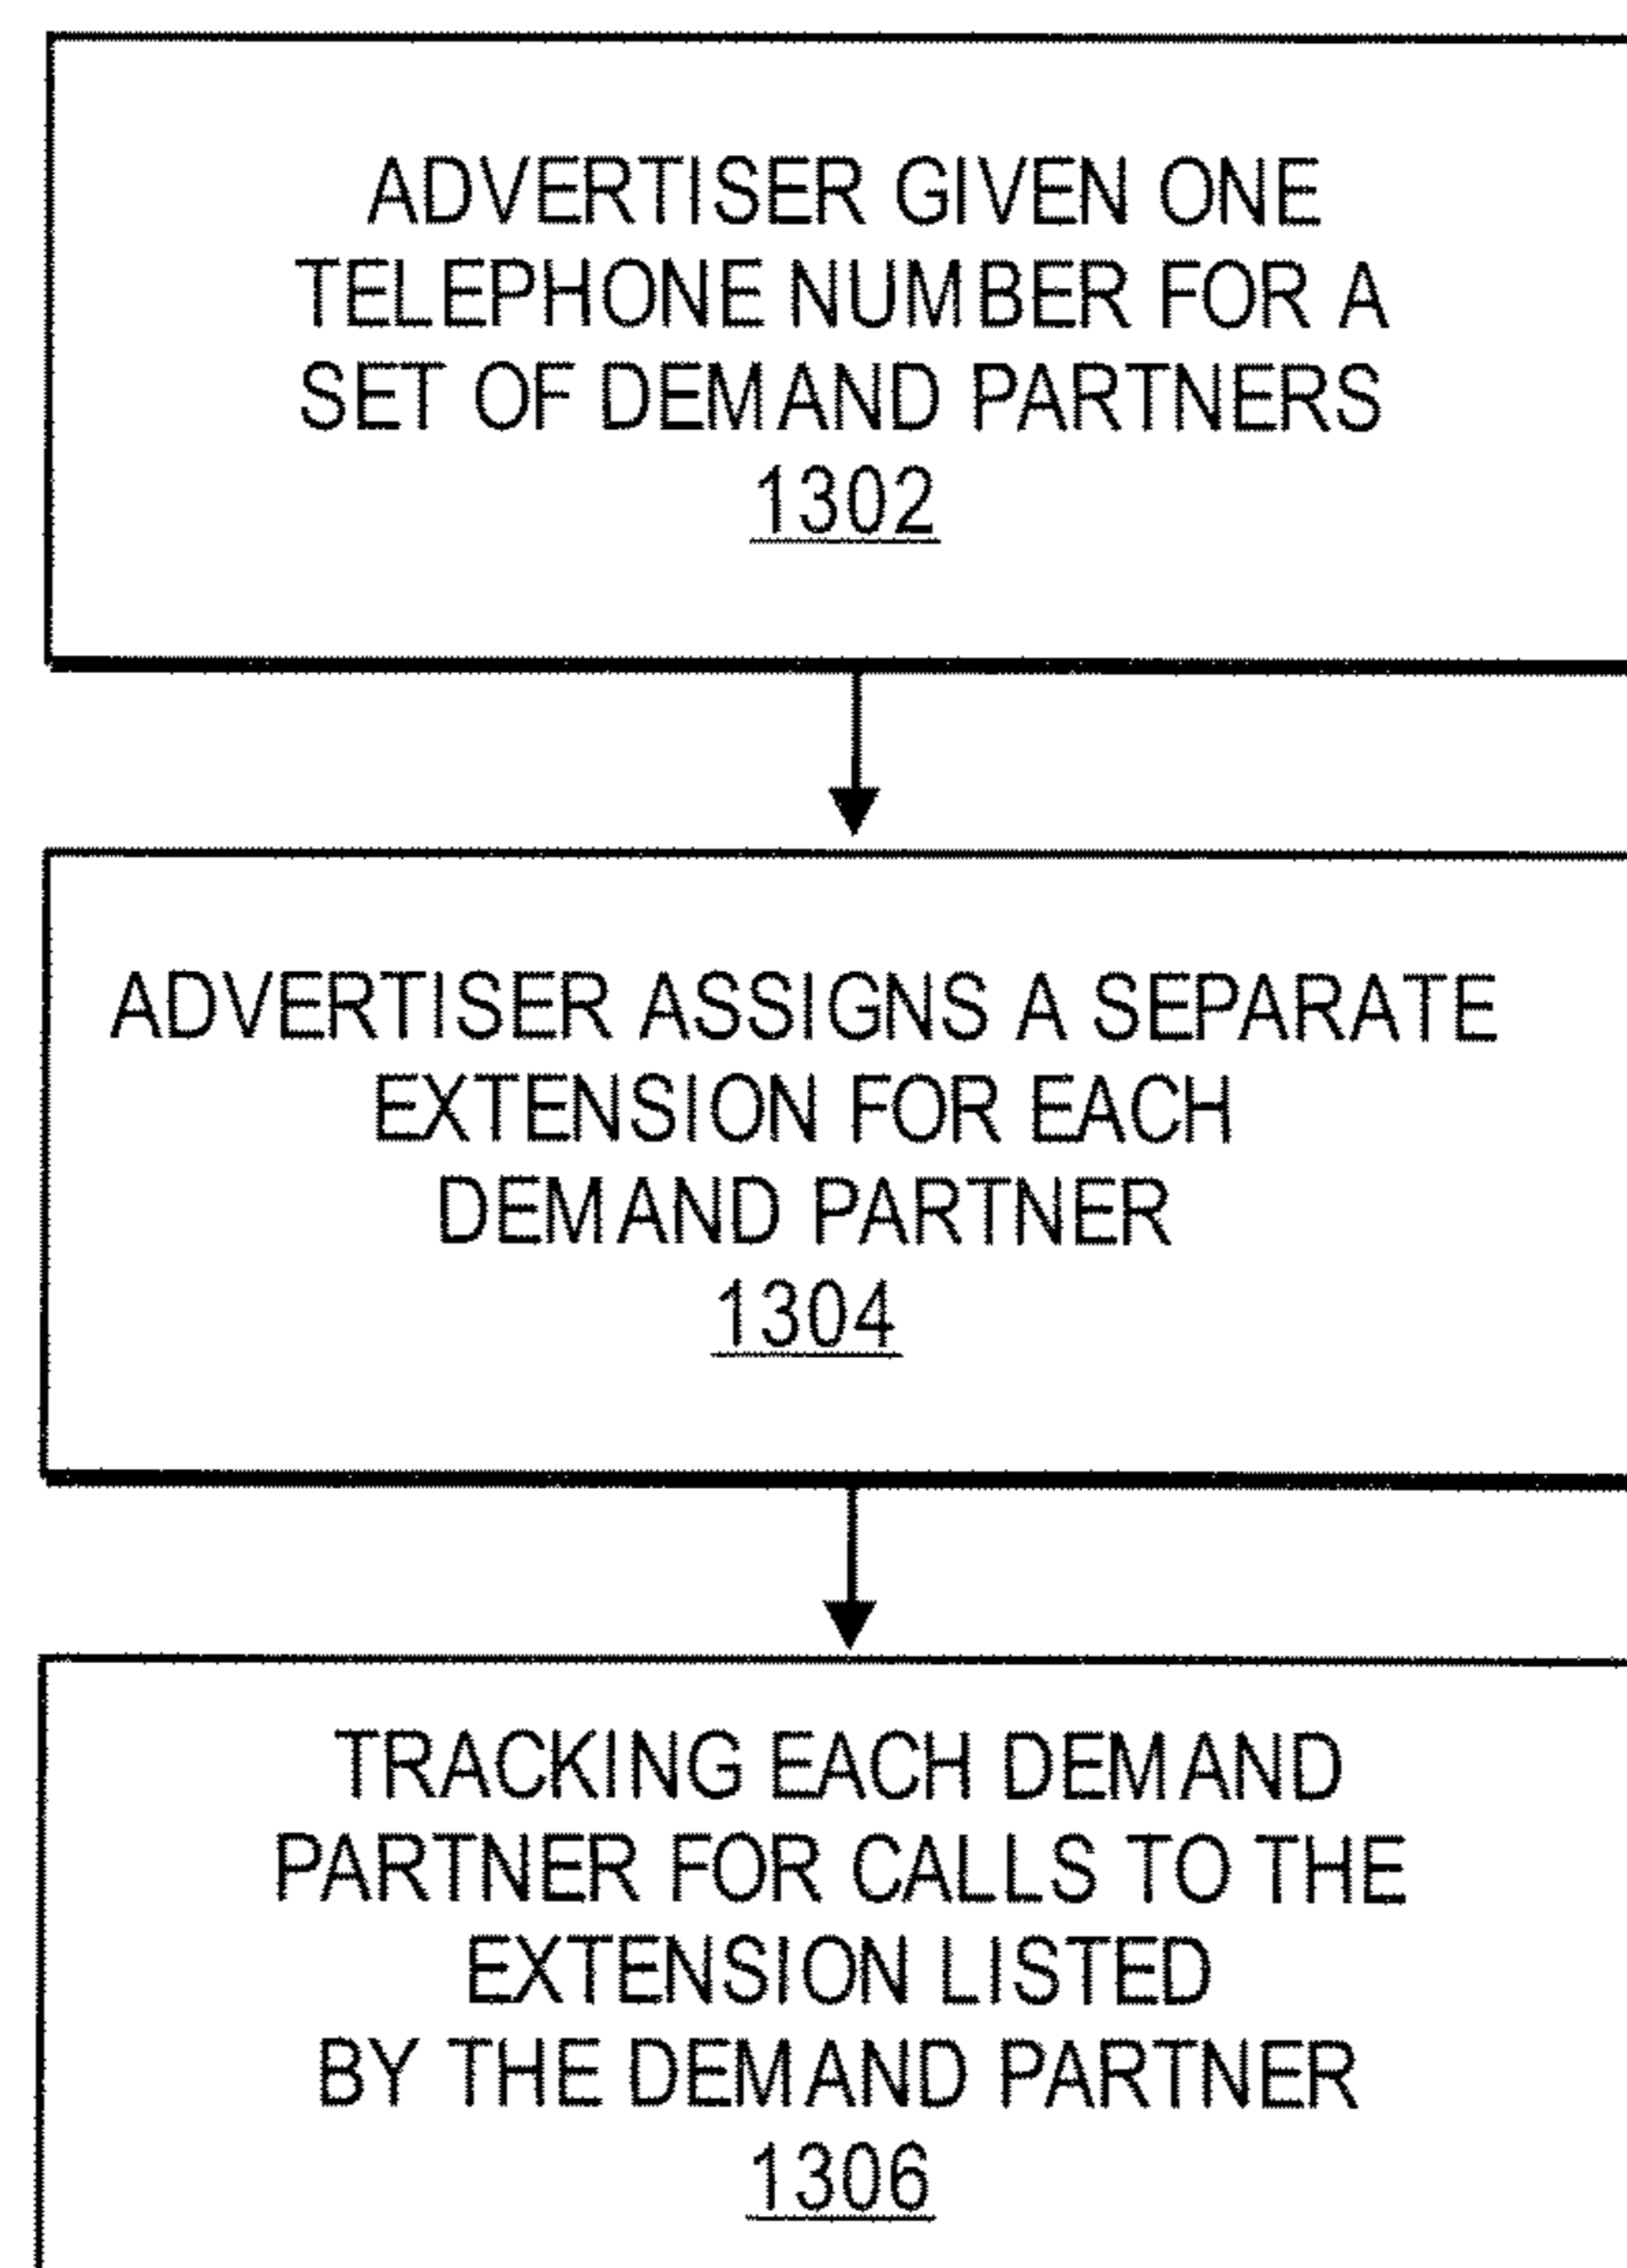 ADVERTISER GIVEN ONE
TELEPHONE NUMBER FOR A
SET OF DEMAND PARTNERS
1302
ADVERTISER ASSIGNS A SEPARATE
EXTENSION FOR EACH
DEMAND PARTNER
1304
TRACKING EACH DEMAND
PARTNER FOR CALLS TO THE
EXTENSION LISTED
BY THE DEMAND PARTNER
1306